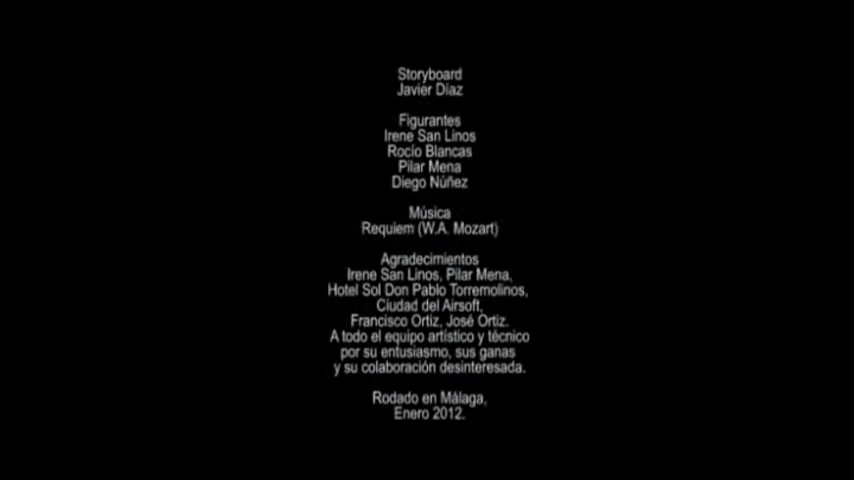 Storyboard
Javier Díaz
Figurantes
Irene San Linos
Rocío Blancas
Pilar Mena
Diego Núñez
Música
Requiem (W.A. Mozart)
Agradecimientos
Irene San Linos, Pilar Mena,
Hotel Sol Don Pablo Torremolinos,
Ciudad del Airsoft,
Francisco Ortiz, José Ortiz.
A todo el equipo artístico y técnico
por su entusiasmo, sus ganas
y su colaboración desinteresada.
Rodado en Málaga,
Enero 2012.